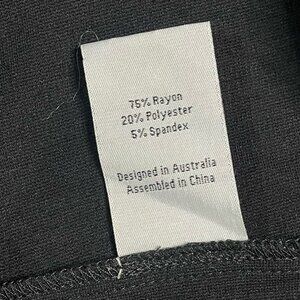 75% Rayon
20% Polyester
5% Spandex
Designed in Australia
Assembled in China